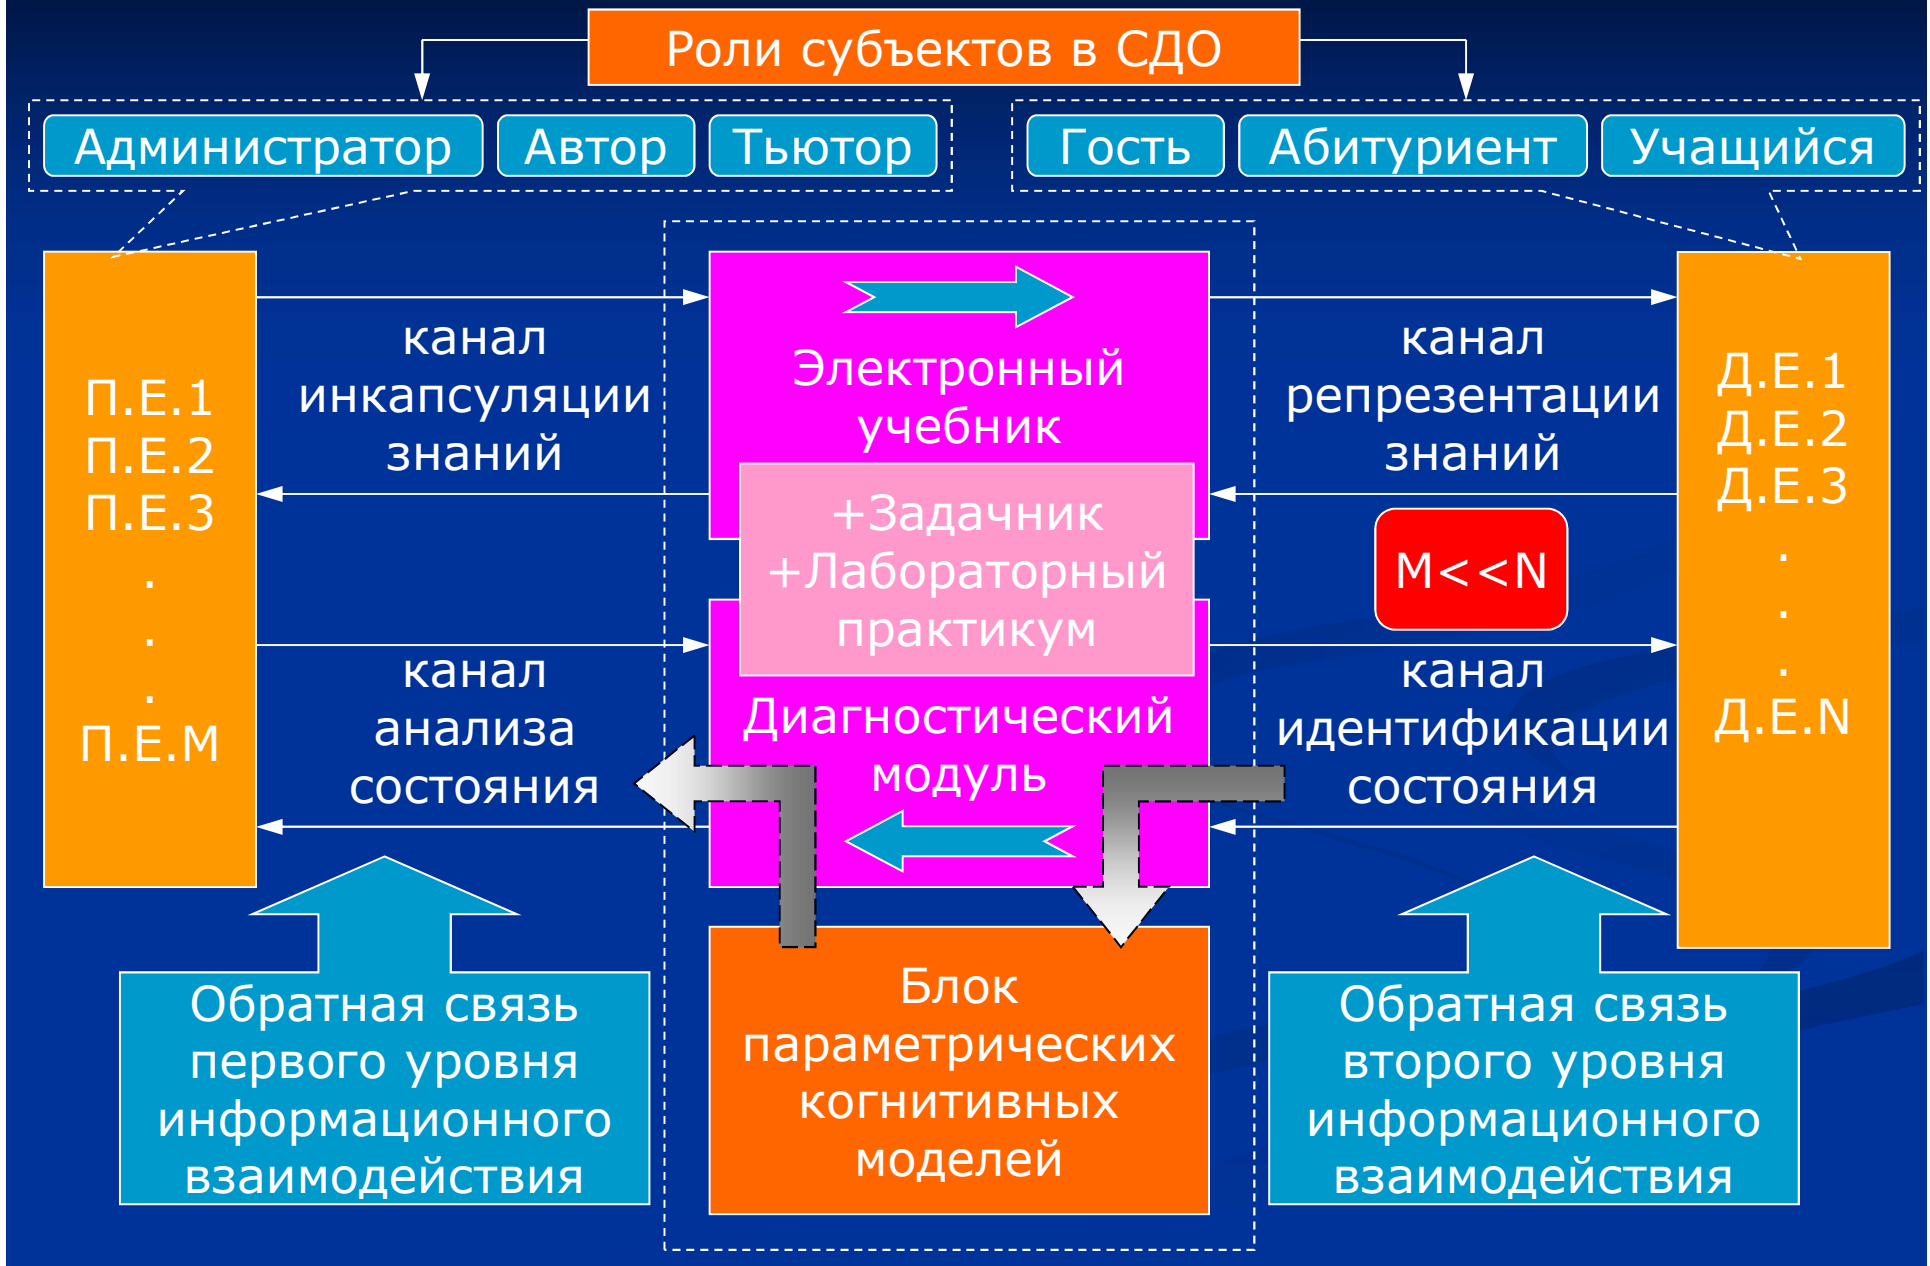 Роли субъектов в СДО
Администратор
Автор
Тьютор
Гость
Абитуриент
Учащийся
П.Е.1
П.Е.2
П.Е.3
.
.
.
П.Е.М
канал
инкапсуляции
знаний
канал
анализа
состояния
Электронный
учебник
+Задачник
+Лабораторный
практикум
Диагностический
модуль
канал
репрезентации
знаний
M<<N
канал
идентификации
состояния
Д.Е.1
Д.Е.2
Д.Е.3
.
.
.
Д.Е.N
Обратная связь
первого уровня
информационного
взаимодействия
Блок
параметрических
когнитивных
моделей
Обратная связь
второго уровня
информационного
взаимодействия